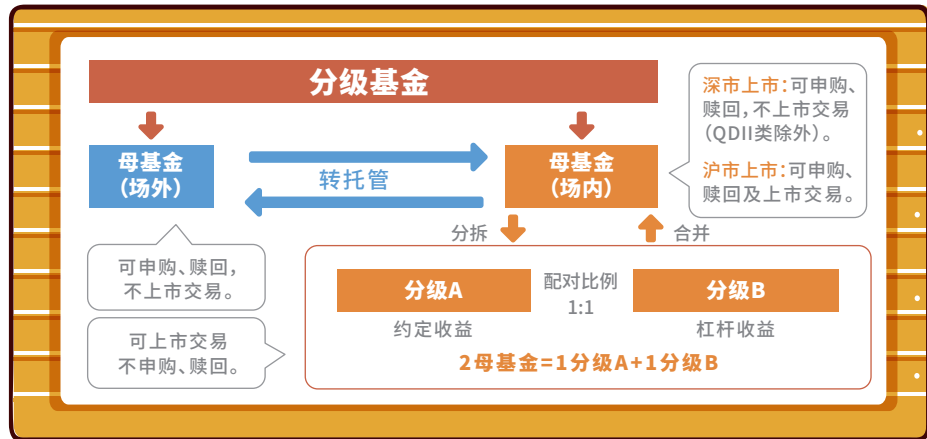 分级基金
母基金
(场外)
转托管
母基金
(场内)
深市上市:可申购、
赎回,不上市交易
(QDII类除外)。
沪市上市:可申购、
赎回及上市交易。
分拆
合并
可申购、赎回,
不上市交易。
可上市交易
不申购、赎回。
分级A
约定收益
配对比例
1:1
分级B
杠杆收益
2母基金=1分级A+1分级B